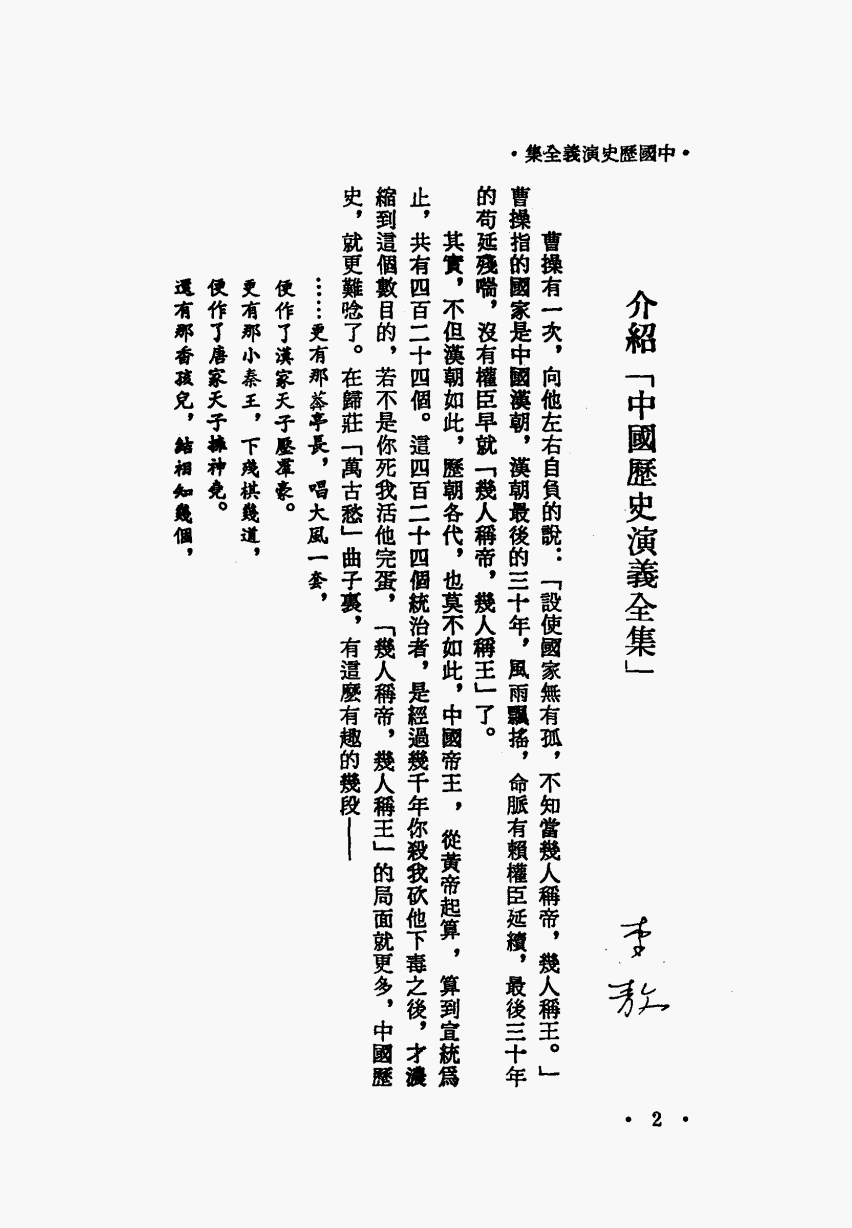 •中國歷史演義全集•
介紹「中國歷史演義全集」
李敖
曹操有一次，向他左右自負的說：「設使國家無有孤，不知當幾人稱帝，幾人稱王。」
曹操指的國家是中國漢朝，漢朝最後的三十年，風雨飄搖，命脈有賴權臣延續，最後三十年
的苟延殘喘，沒有權臣早就「幾人稱帝，幾人稱王」了。
其實，不但漢朝如此，歷朝各代，也莫不如此，中國帝王，從黃帝起算，算到宣統爲
止，共有四百二十四個。這四百二十四個統治者，是經過幾千年你殺我砍他下毒之後，才濃
縮到這個數目的，若不是你死我活他完蛋，「幾人稱帝，幾人稱王」的局面就更多，中國歷
史，就更難唸了。在歸莊「萬古愁」曲子裏，有這麼有趣的幾段——
……更有那莽亭長，唱大風一套，
便作了漢家天子壓羣豪。
更有那小秦王，下殘棋幾道，
便作了唐家天子擁神堯。
還有那香孩兒，結相知幾個，
• 2 •